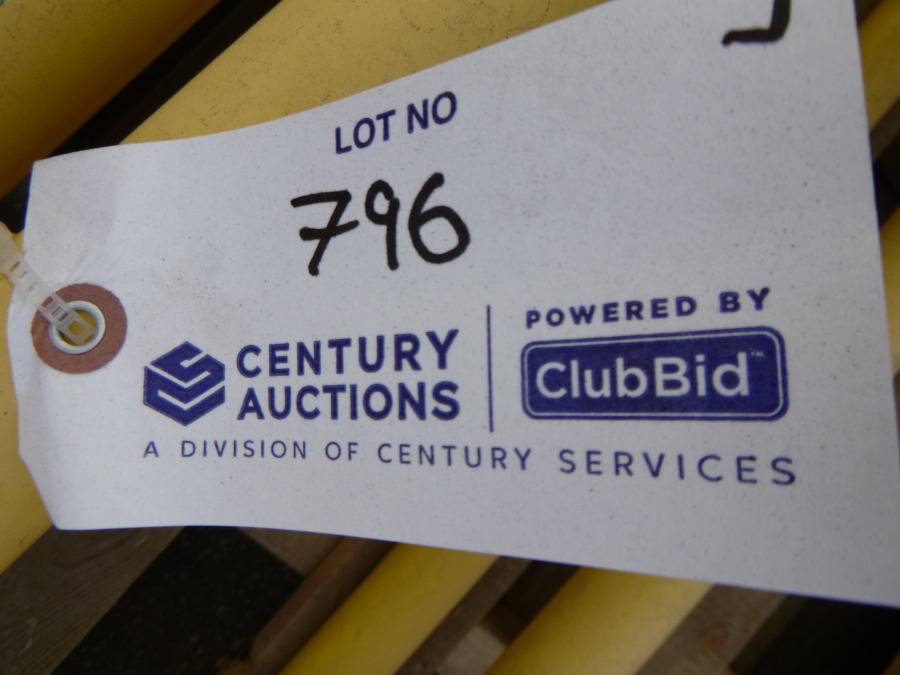 LOT NO
796
CENTURY
AUCTIONS
POWERED BY
ClubBid™
A DIVISION OF CENTURY SERVICES